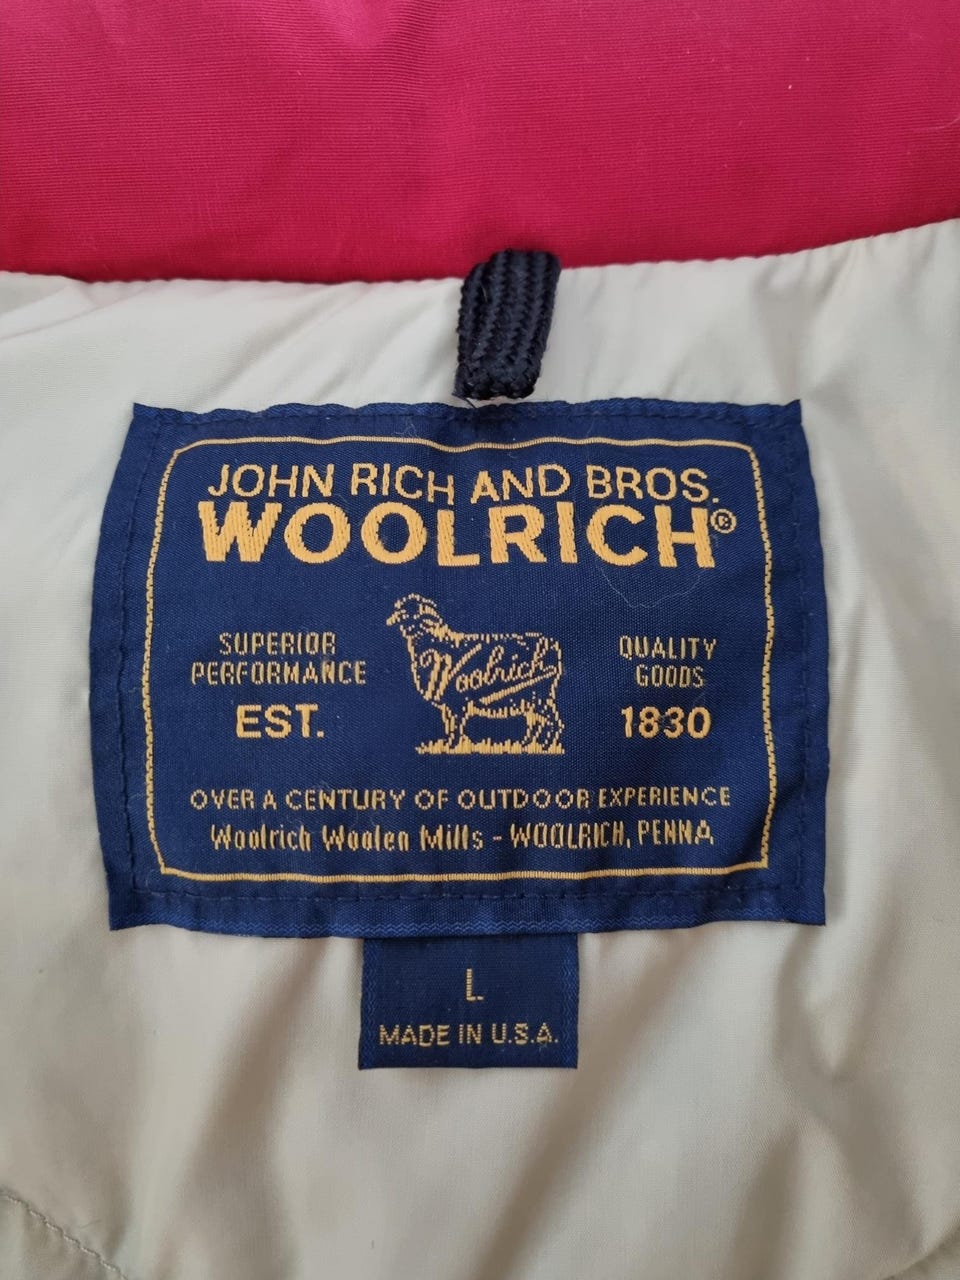 JOHN RICH AND BROS.
WOOLRICH®
Woolrich
SUPERIOR
PERFORMANCE
EST.
QUALITY
GOODS
1830
OVER A CENTURY OF OUTDOOR EXPERIENCE
Woolrich Woolen Mills - WOOLRICH, PENNA
L
MADE IN U.S.A.